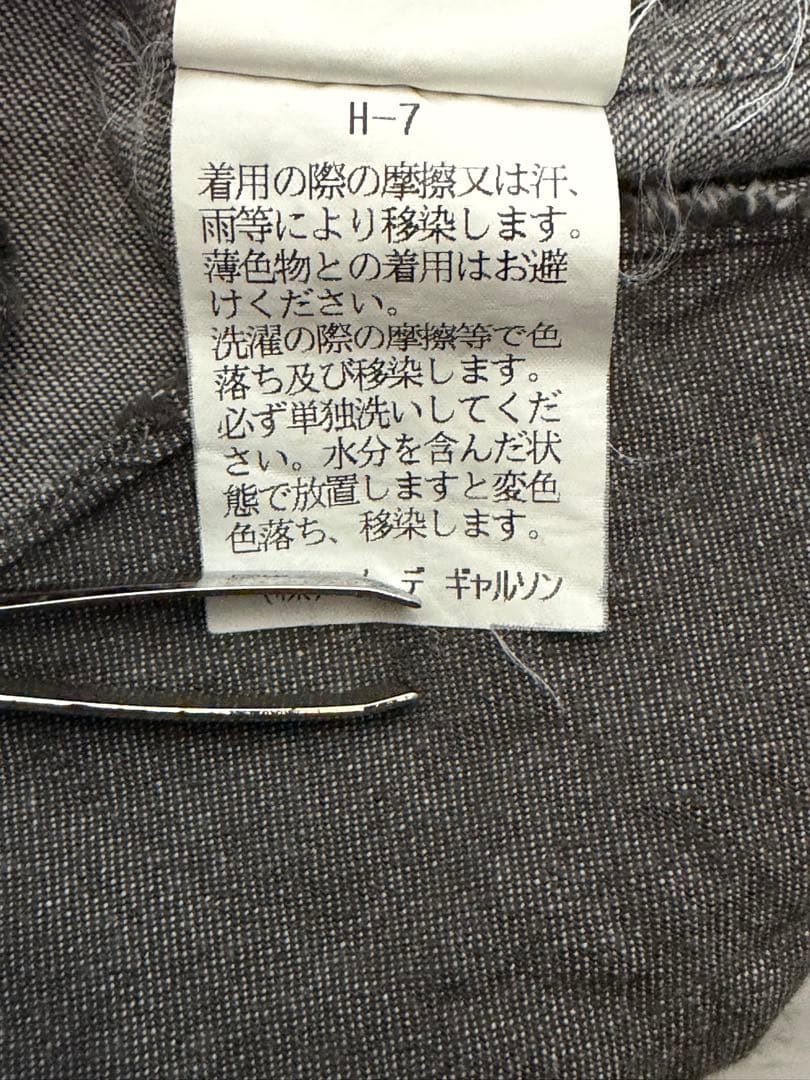 H-7
着用の際の摩擦又は汗、
雨等により移染します。
薄色物との着用はお避
けください。
洗濯の際の摩擦等で色
落ち及び移染します。
必ず単独洗いしてくだ
さい。水分を含んだ状
態で放置しますと変色
色落ち、移染します。
デ ギャルソン